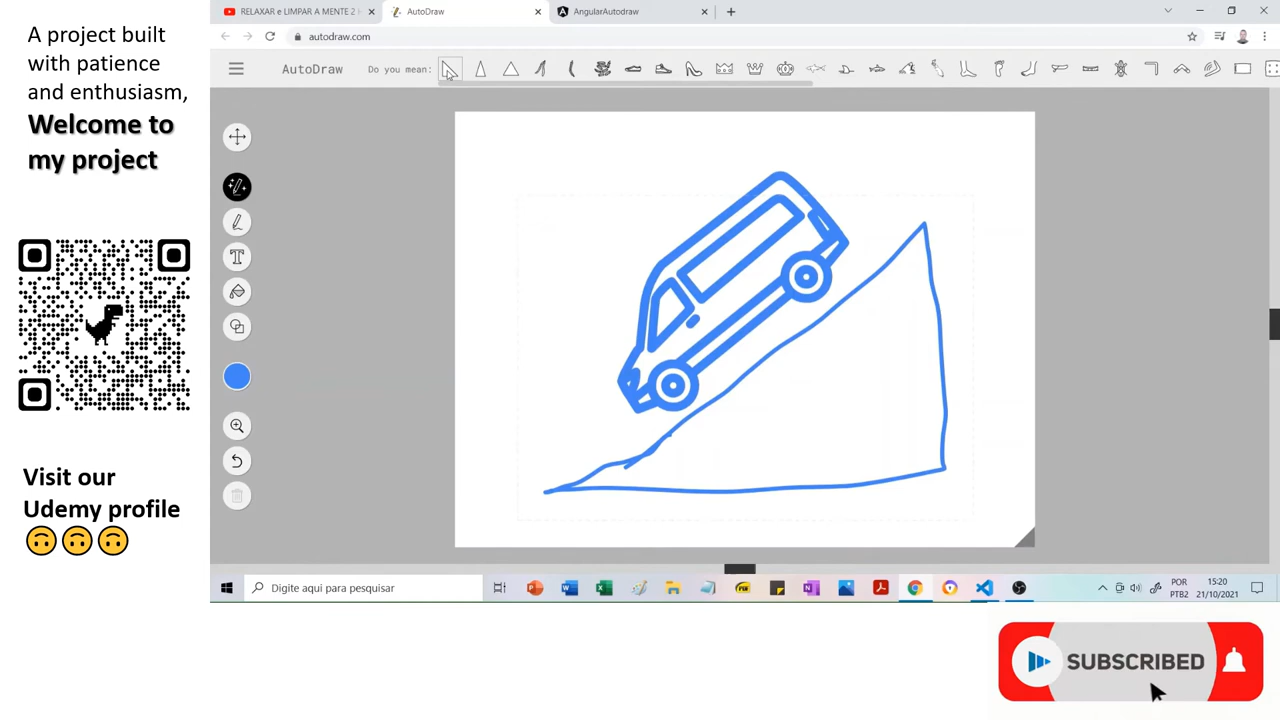 A project built
with patience
and enthusiasm,
Welcome to
my project
Visit our
Udemy profile
RELAXAR e LIMPAR A MENTE 2
AutoDraw
AngularAutodraw
autodraw.com
AutoDraw
Do you mean:
Digite aqui para pesquisar
POR
PTB2
15:20
21/10/2021
SUBSCRIBED